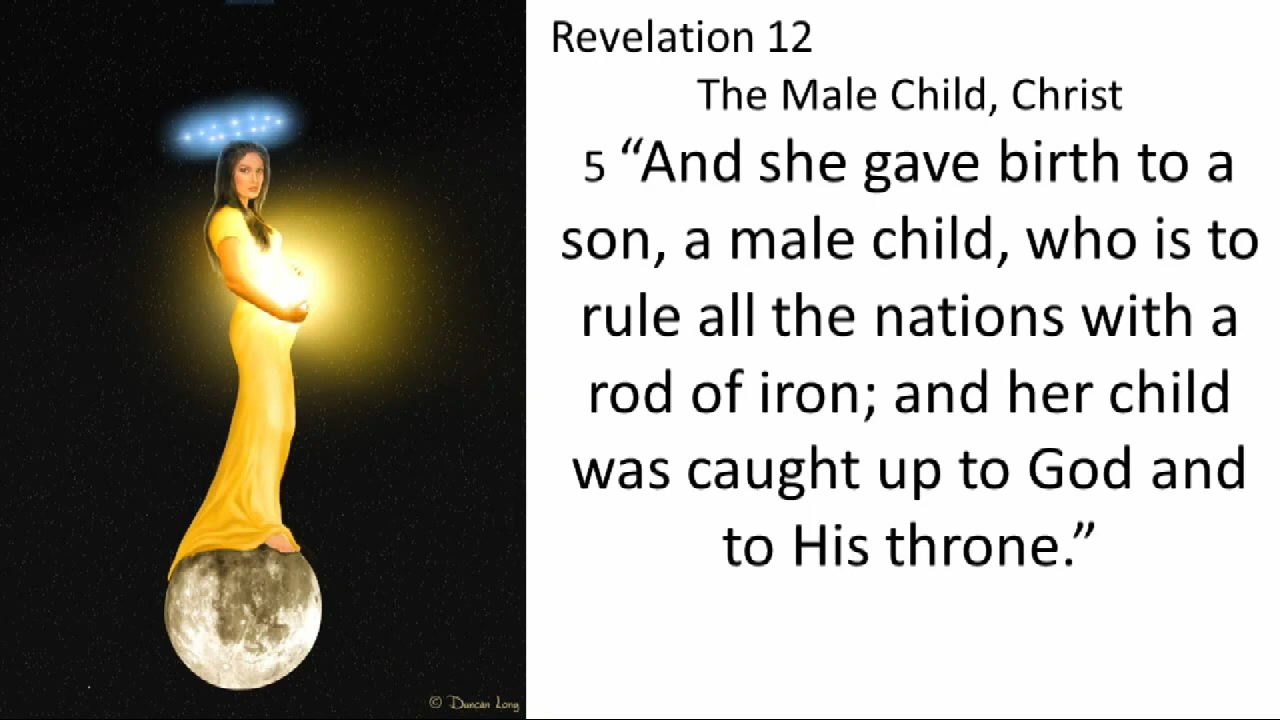 Revelation 12
The Male Child, Christ
5 “And she gave birth to a
son, a male child, who is to
rule all the nations with a
rod of iron; and her child
was caught up to God and
to His throne.”
© Duncan Long